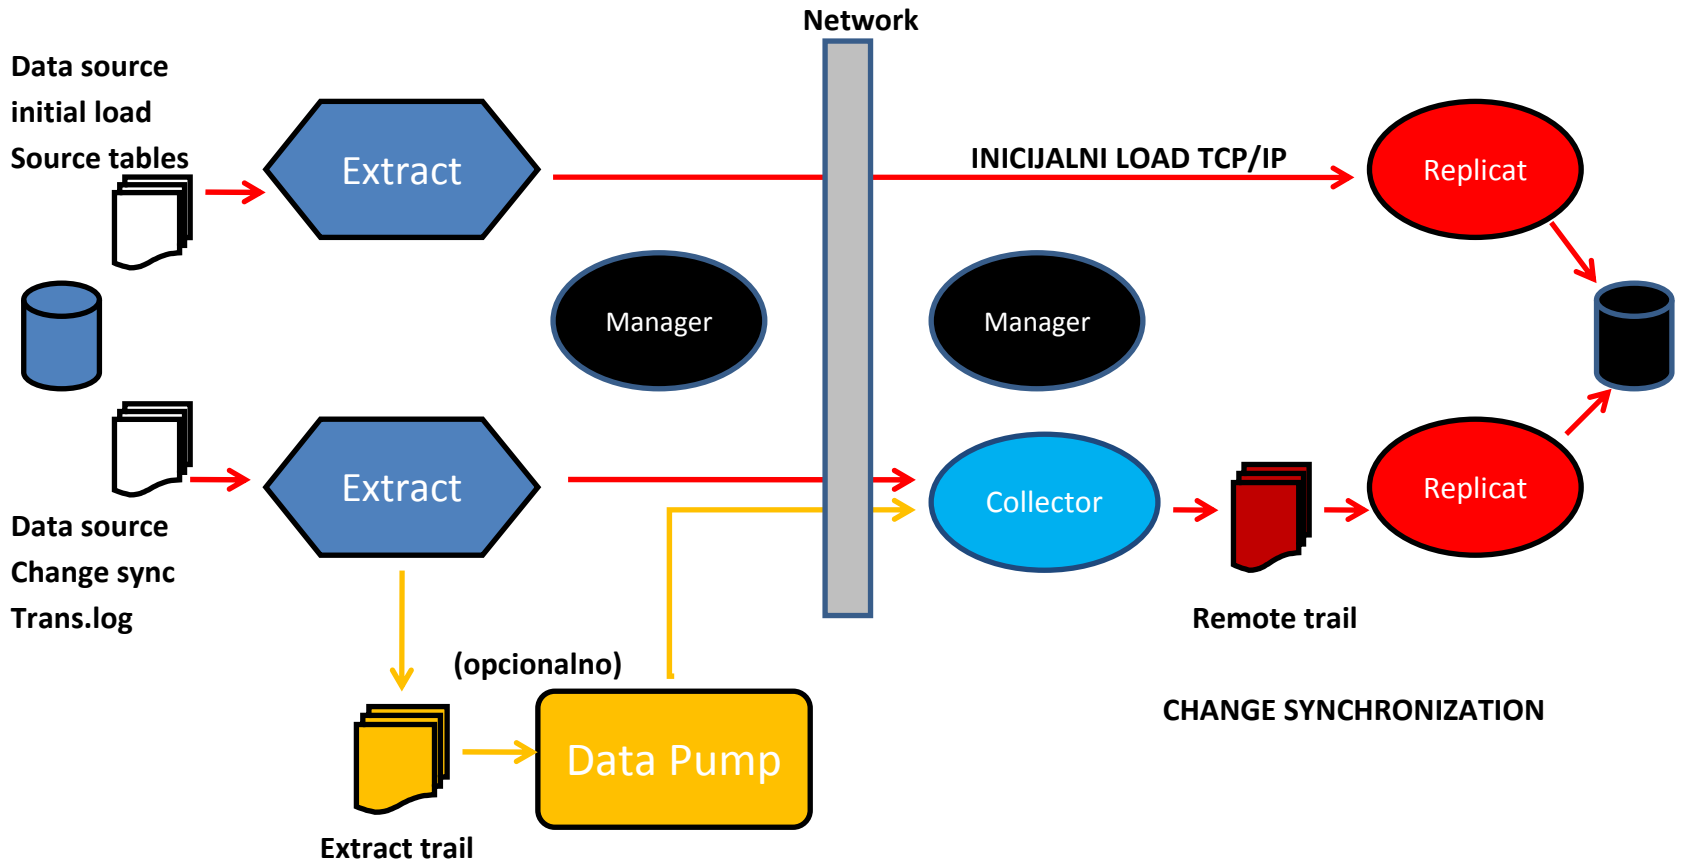 Network
Data source
initial load
Source tables
Extract
INICIJALNI LOAD TCP/IP
Replicat
Manager
Manager
Extract
Collector
Replicat
Data source
Change sync
Trans.log
Remote trail
(opcionalno)
CHANGE SYNCHRONIZATION
Data Pump
Extract trail